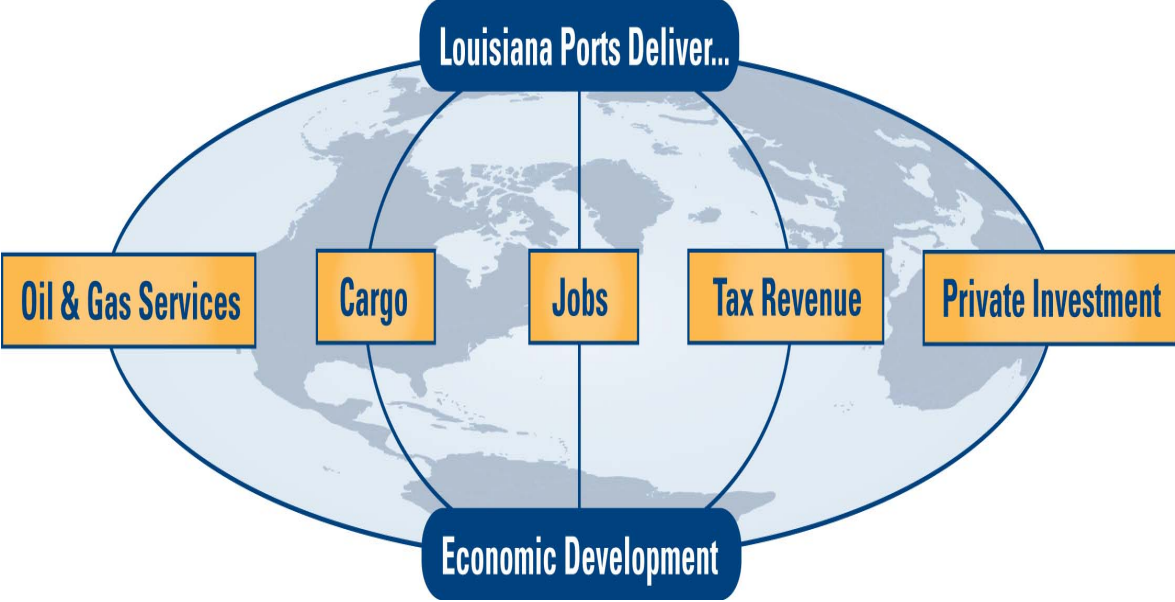 Louisiana Ports Deliver...
Oil & Gas Services
Cargo
Jobs
Tax Revenue
Private Investment
Economic Development